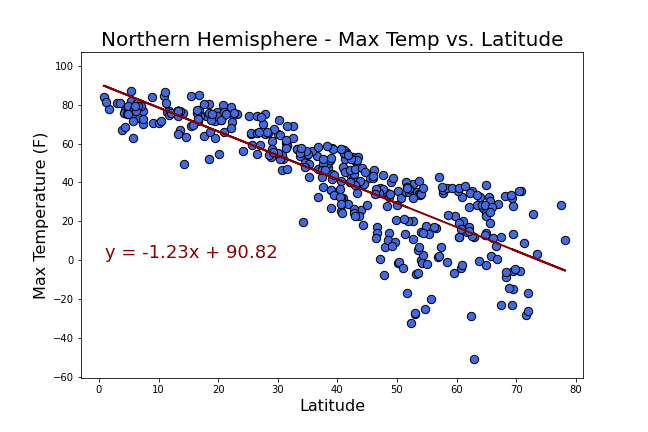 Northern Hemisphere - Max Temp vs. Latitude
100
80
60
40
20
0
−20
−40
−60
Max Temperature (F)
y = -1.23x + 90.82
0 10 20 30 40 50 60 70 80
Latitude